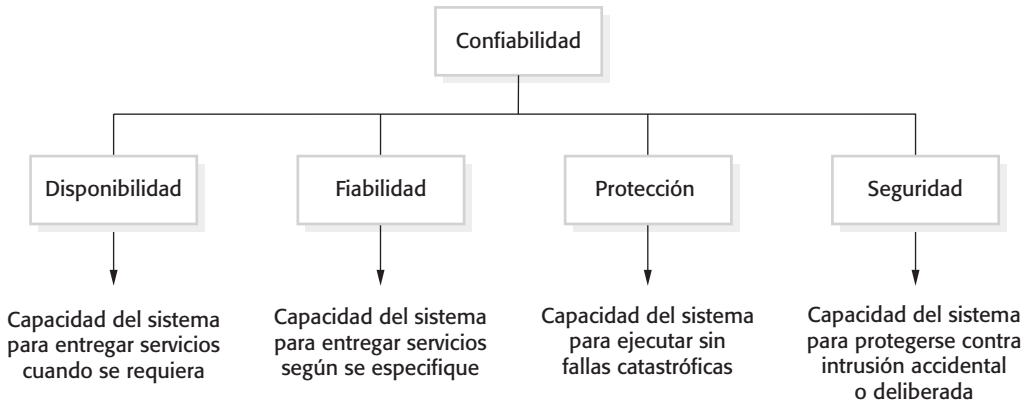 Confiabilidad
Disponibilidad
Fiabilidad
Protección
Seguridad
Capacidad del sistema
para entregar servicios
cuando se requiera
Capacidad del sistema
para entregar servicios
según se especifique
Capacidad del sistema
para ejecutar sin
fallas catastróficas
Capacidad del sistema
para protegerse contra
intrusión accidental
o deliberada